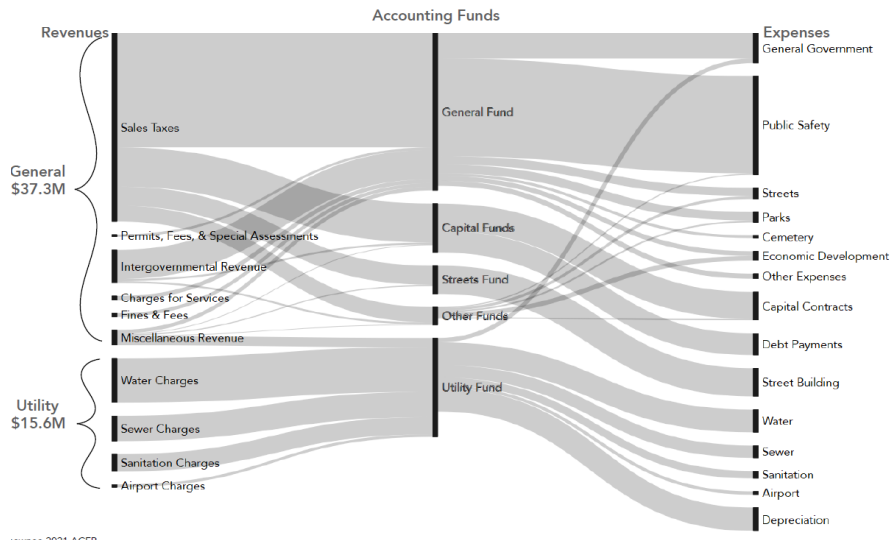 Accounting Funds
Revenues
Expenses
General Government
Sales Taxes
General Fund
Public Safety
General
$37.3M
Streets
Parks
Permits, Fees, & Special Assessments
Capital Funds
Cemetery
Economic Development
Intergovernmental Revenue
Streets Fund
Other Expenses
Charges for Services
Capital Contracts
Fines & Fees
Other Funds
Miscellaneous Revenue
Debt Payments
Water Charges
Utility Fund
Street Building
Utility
$15.6M
Water
Sewer Charges
Sewer
Sanitation Charges
Sanitation
Airport Charges
Airport
Depreciation
2021 ACFR